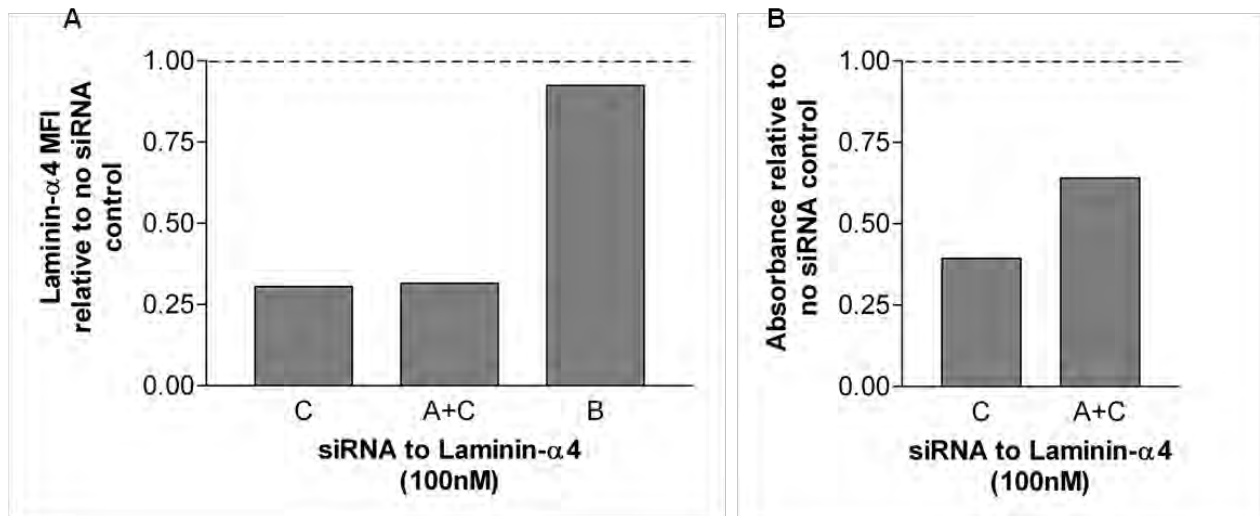 A
Laminin-α4 MFI
relative to no siRNA
control
1.00
0.75
0.50
0.25
0.00
C A+C B
siRNA to Laminin-α4
(100nM)
B
Absorbance relative to
no siRNA control
1.00
0.75
0.50
0.25
0.00
C A+C
siRNA to Laminin-α4
(100nM)